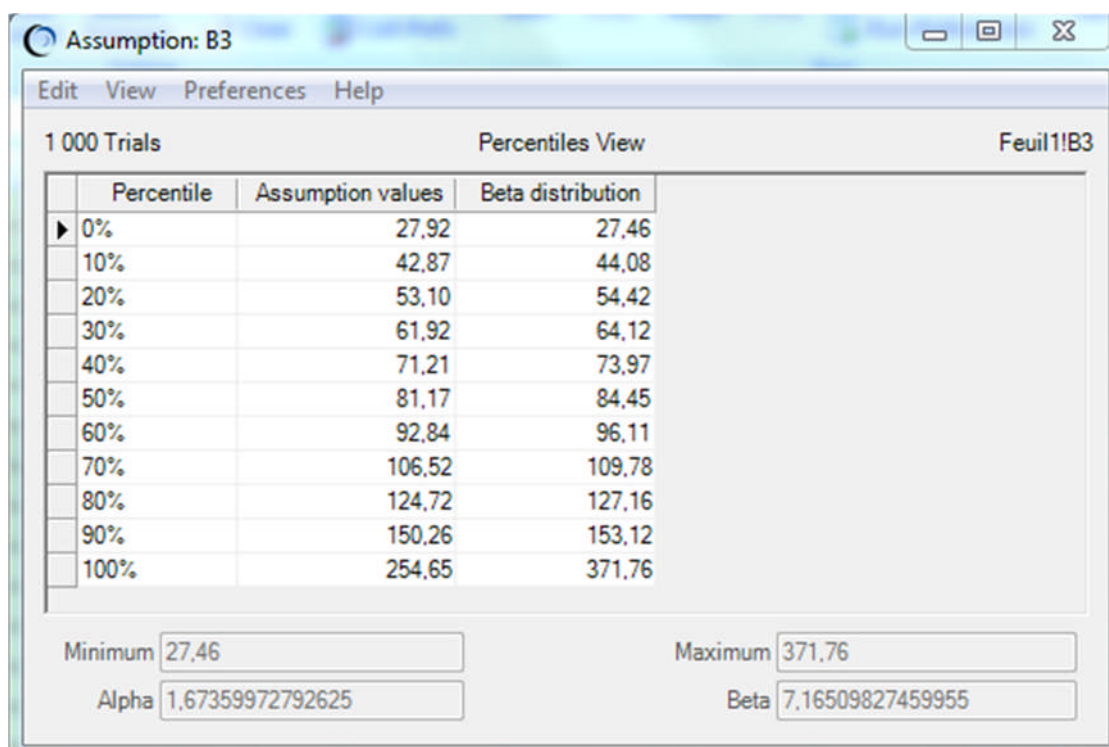 Assumption: B3
Edit View Preferences Help
1 000 Trials Percentiles View Feuil1!B3
Percentile Assumption values Beta distribution
0% 27,92 27,46
10% 42,87 44,08
20% 53,10 54,42
30% 61,92 64,12
40% 71,21 73,97
50% 81,17 84,45
60% 92,84 96,11
70% 106,52 109,78
80% 124,72 127,16
90% 150,26 153,12
100% 254,65 371,76
Minimum 27,46 Maximum 371,76
Alpha 1,67359972792625 Beta 7,16509827459955